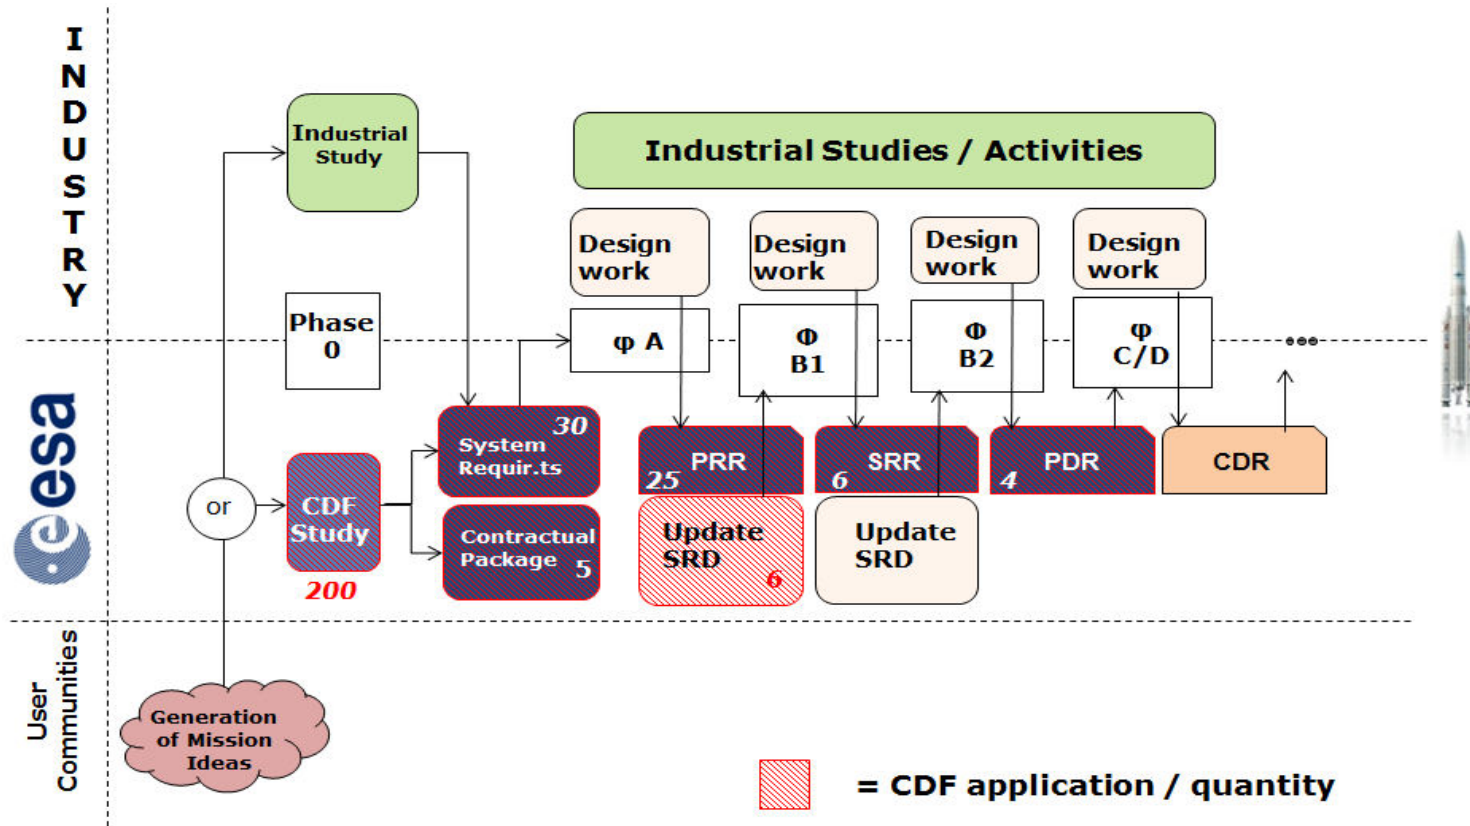 INDUSTRY
Industrial
Study
Industrial Studies / Activities
Design
work
Design
work
Design
work
Design
work
Phase
0
φ A
Φ
B1
Φ
B2
φ
C/D
esa
or
CDF
Study
200
30
System
Requir.ts
Contractual
Package 5
PRR
25
SRR
6
PDR
4
CDR
Update
SRD
6
Update
SRD
User
Communities
Generation
of Mission
Ideas
= CDF application / quantity